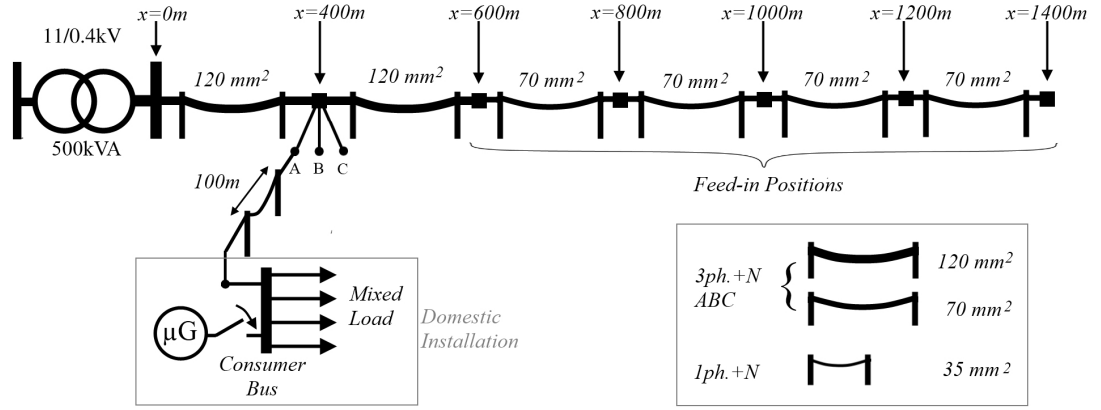 x=0m
x=400m
x=600m
x=800m
x=1000m
x=1200m
x=1400m
11/0.4kV
120 mm²
120 mm²
70 mm²
70 mm²
70 mm²
70 mm²
500kVA
A B C
100m
Feed-in Positions
3ph.+N
ABC
120 mm²
70 mm²
1ph.+N
35 mm²
μG
Mixed
Load
Consumer
Bus
Domestic
Installation